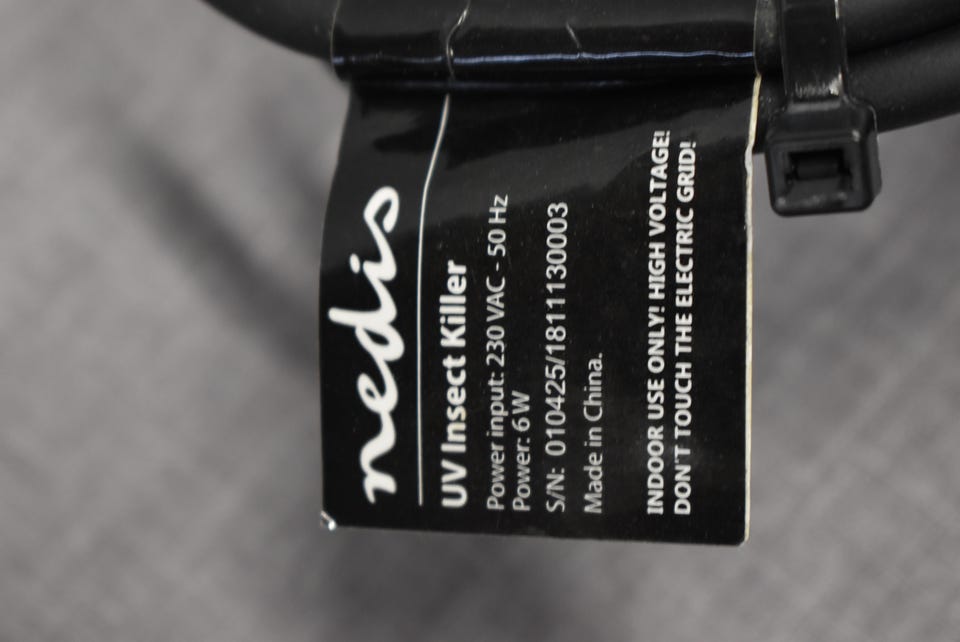 nedis
UV Insect Killer
Power input: 230 VAC - 50 Hz
Power: 6 W
S/N: 010425/1811130003
Made in China.
INDOOR USE ONLY! HIGH VOLTAGE!
DON'T TOUCH THE ELECTRIC GRID!